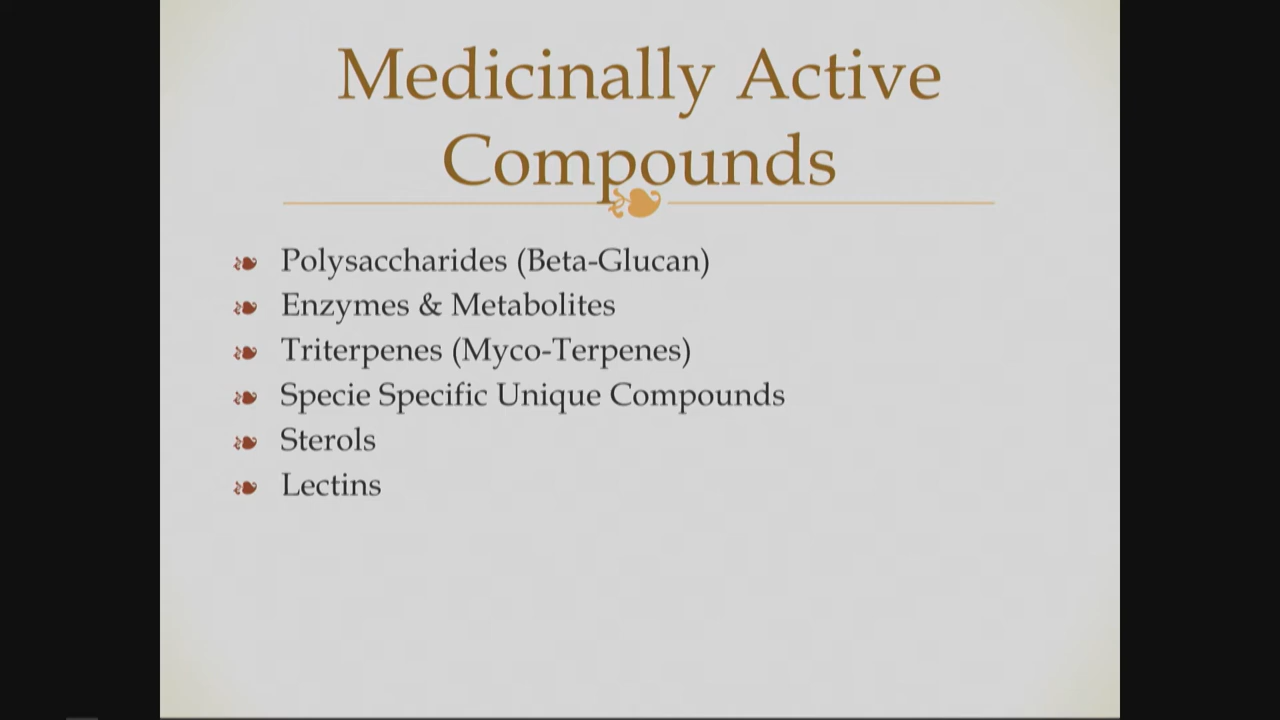 Medicinally Active
Compounds
Polysaccharides (Beta-Glucan)
Enzymes & Metabolites
Triterpenes (Myco-Terpenes)
Specie Specific Unique Compounds
Sterols
Lectins